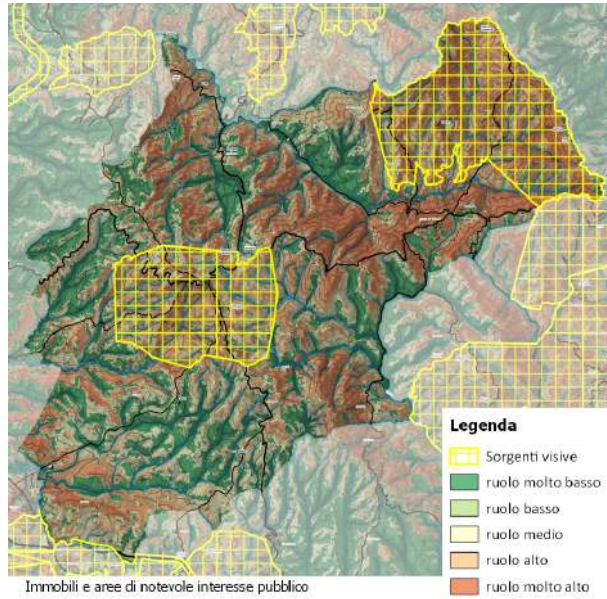 Legenda
Sorgenti visive
ruolo molto basso
ruolo basso
ruolo medio
ruolo alto
ruolo molto alto
Immobili e aree di notevole interesse pubblico